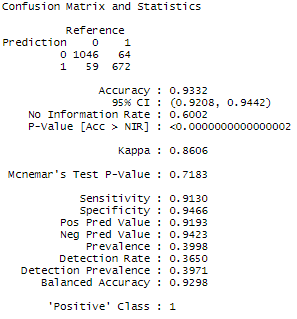 Confusion Matrix and Statistics
Reference
Prediction 0 1
0 1046 64
1 59 672
Accuracy : 0.9332
95% CI : (0.9208, 0.9442)
No Information Rate : 0.6002
P-Value [Acc > NIR] : <0.0000000000000002
Kappa : 0.8606
Mcnemar's Test P-Value : 0.7183
Sensitivity : 0.9130
Specificity : 0.9466
Pos Pred Value : 0.9193
Neg Pred Value : 0.9423
Prevalence : 0.3998
Detection Rate : 0.3650
Detection Prevalence : 0.3971
Balanced Accuracy : 0.9298
'Positive' Class : 1